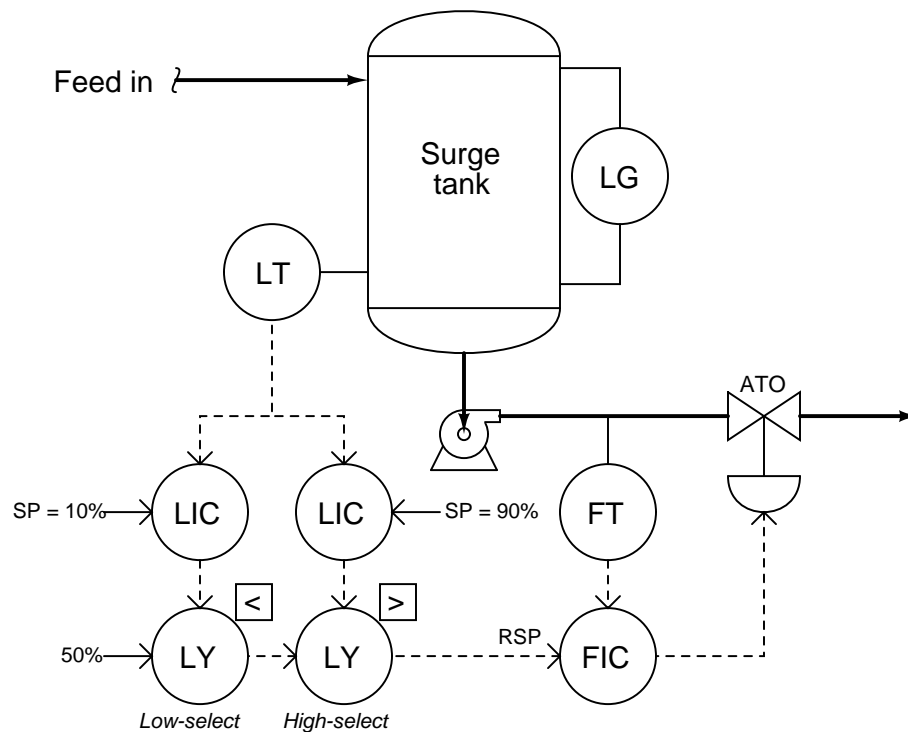 ATO
Feed in
Surge
tank
LG
LT
SP = 10%
LIC
LIC
SP = 90%
FT
<
>
50%
LY
LY
RSP
FIC
Low-select
High-select